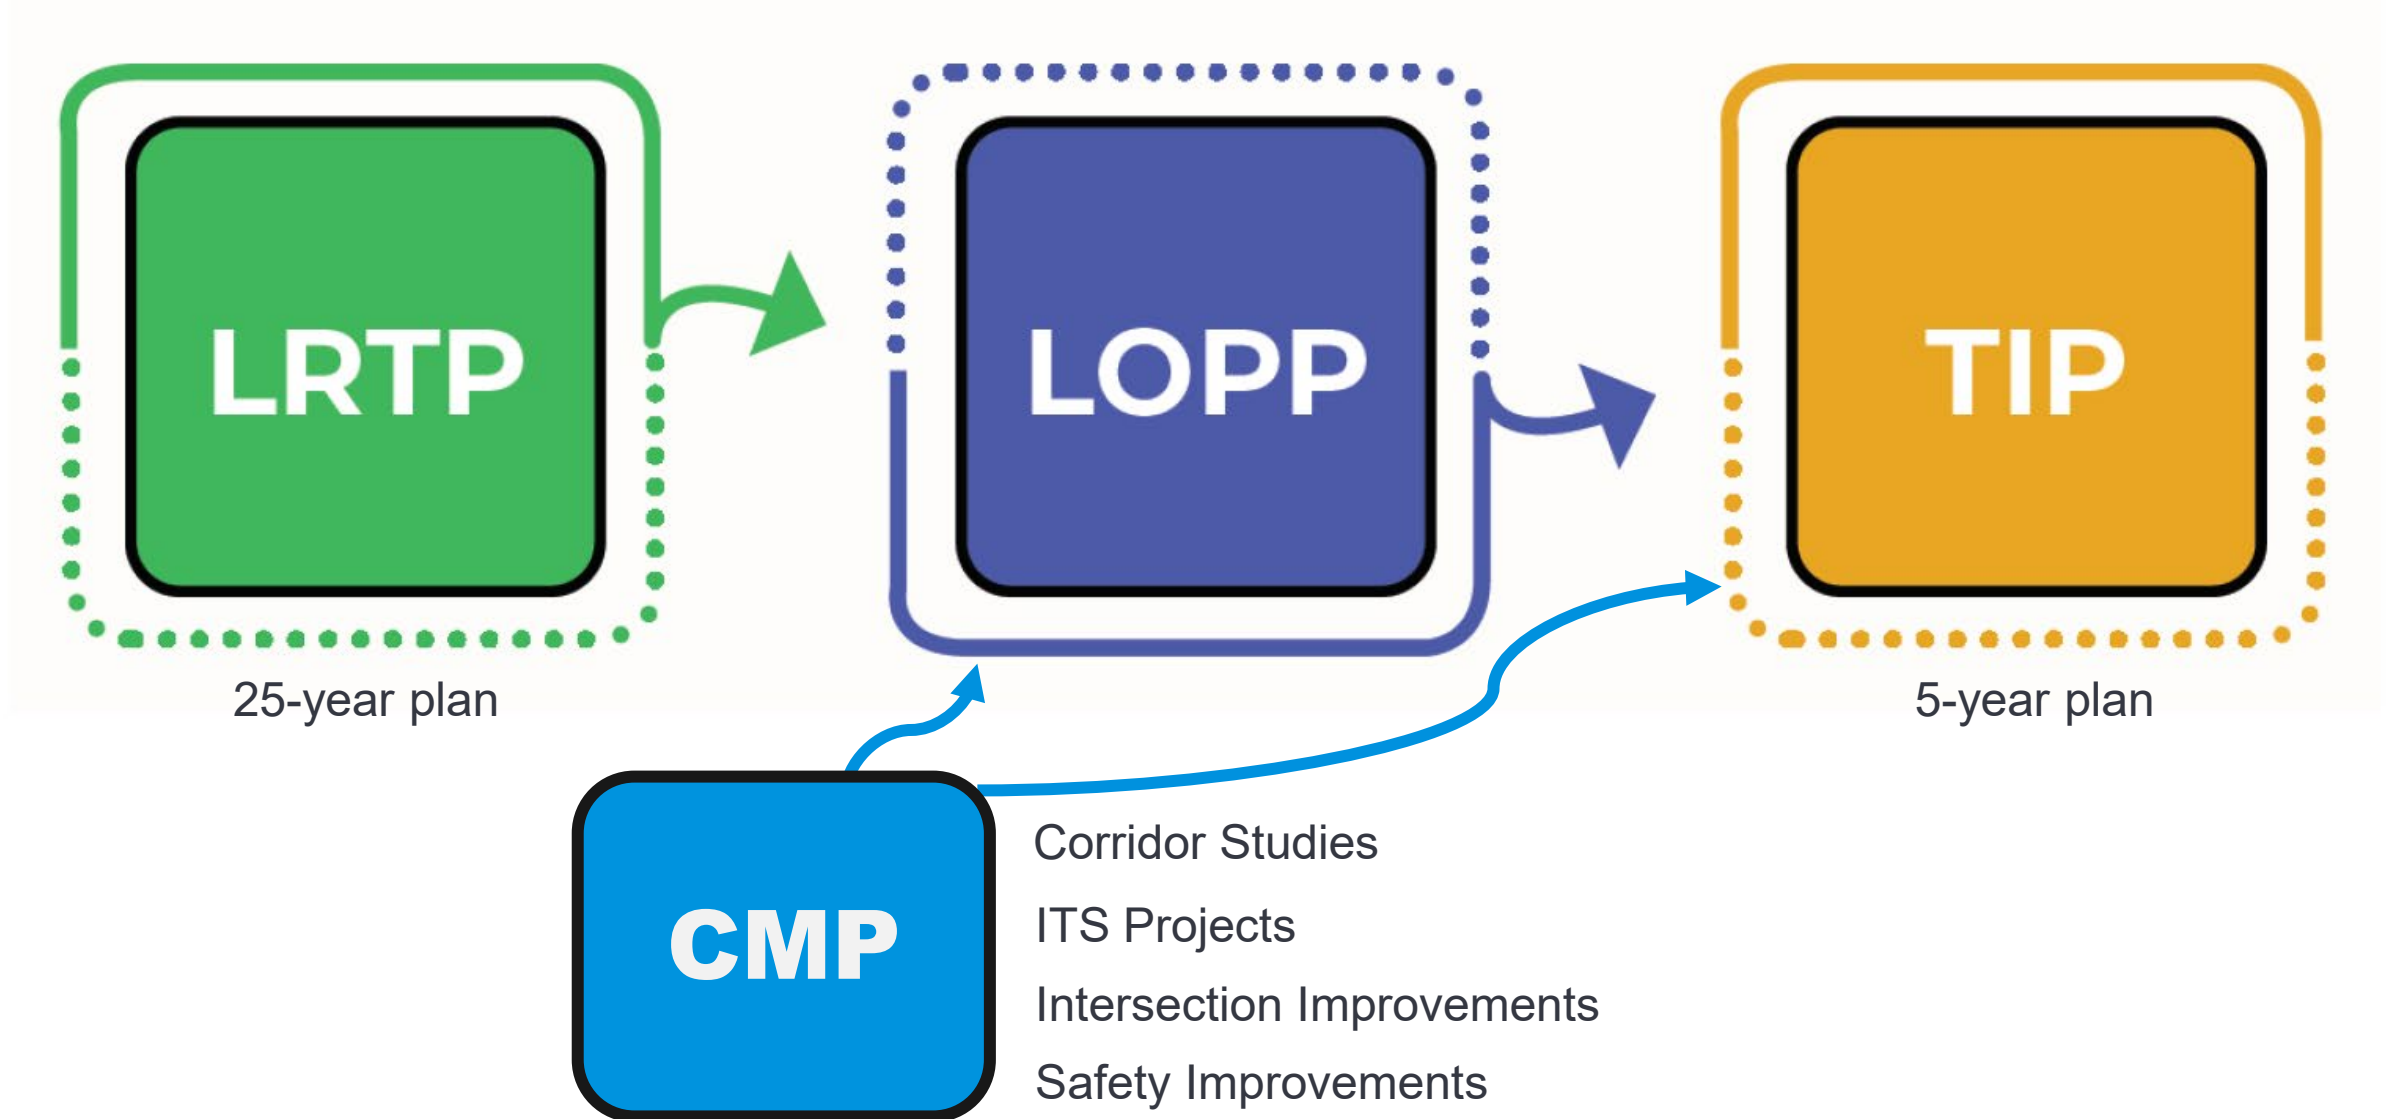 LRTP
LOPP
TIP
25-year plan
5-year plan
CMP
Corridor Studies
ITS Projects
Intersection Improvements
Safety Improvements